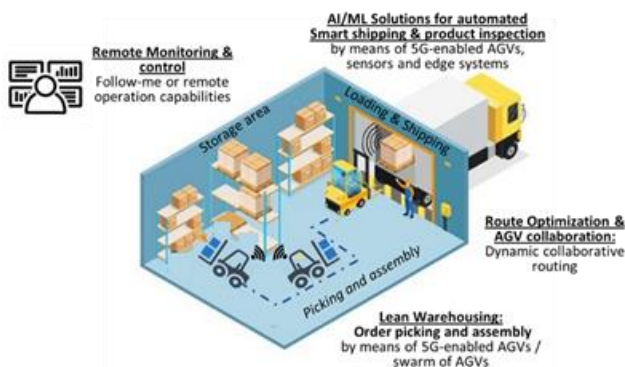 AI/ML Solutions for automated
Smart shipping & product inspection
by means of 5G-enabled AGVs,
sensors and edge systems
Remote Monitoring &
control
Follow-me or remote
operation capabilities
Storage area
Loading & Shipping
Picking and assembly
Route Optimization &
AGV collaboration:
Dynamic collaborative
routing
Lean Warehousing:
Order picking and assembly
by means of 5G-enabled AGVs /
swarm of AGVs